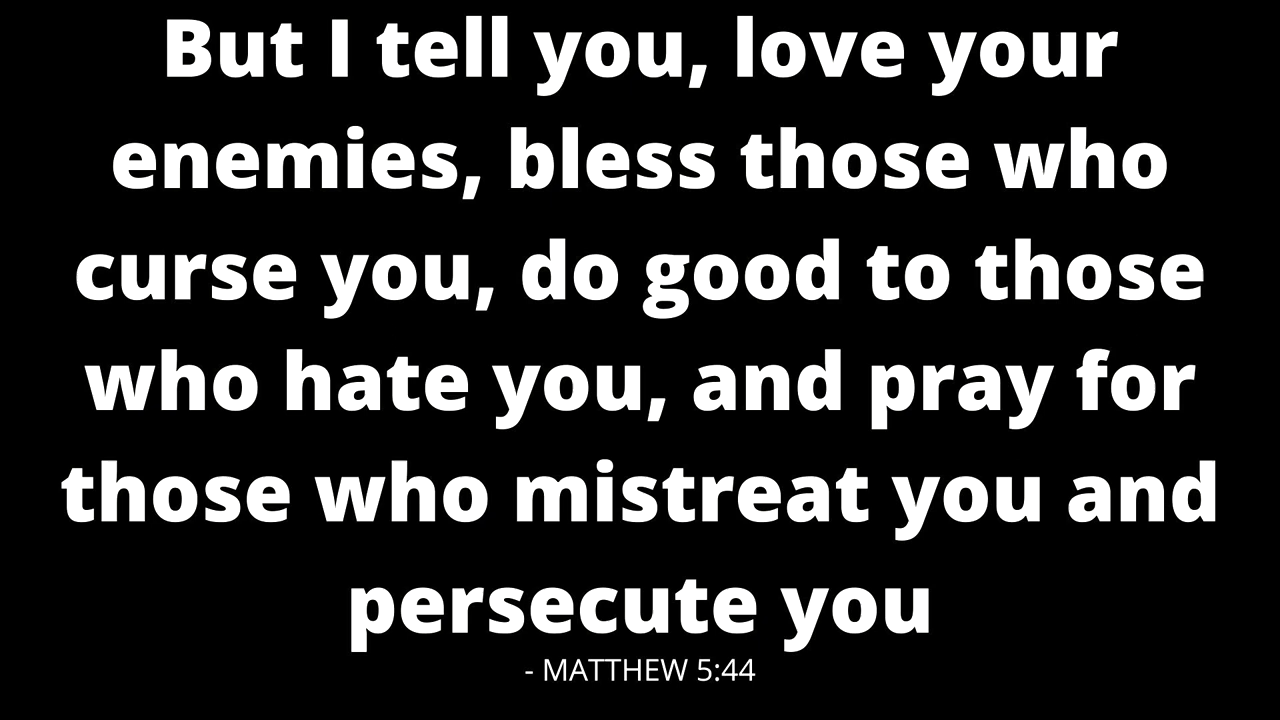 But I tell you, love your
enemies, bless those who
curse you, do good to those
who hate you, and pray for
those who mistreat you and
persecute you
- MATTHEW 5:44